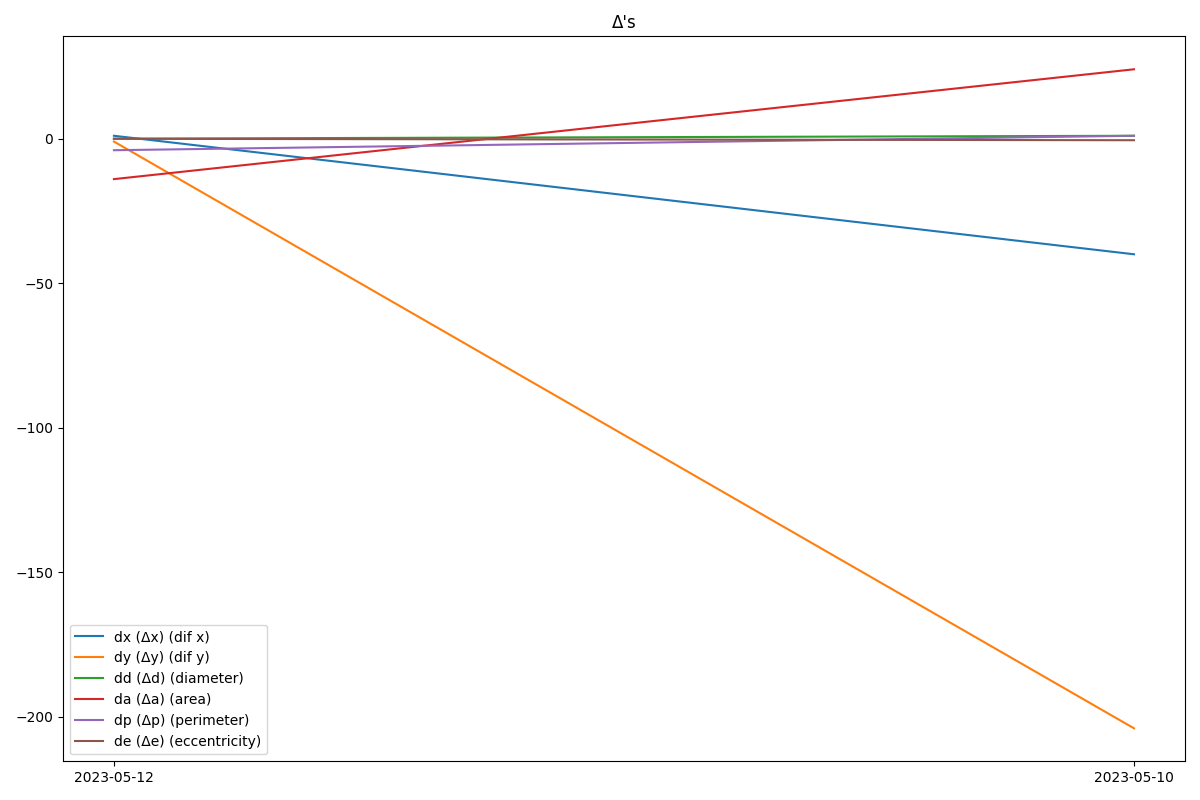 Δ's
0
−50
−100
−150
−200
dx (Δx) (dif x)
dy (Δy) (dif y)
dd (Δd) (diameter)
da (Δa) (area)
dp (Δp) (perimeter)
de (Δe) (eccentricity)
2023-05-12
2023-05-10